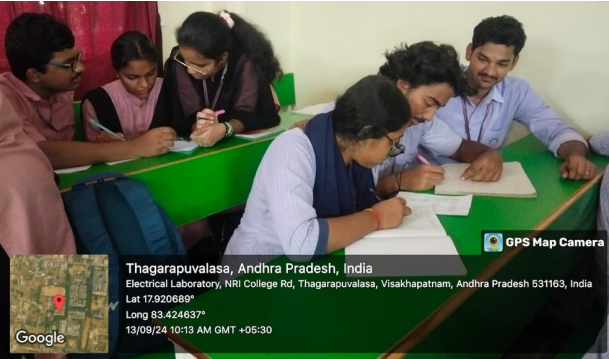 GPS Map Camera
Thagarapuvalasa, Andhra Pradesh, India
Electrical Laboratory, NRI College Rd, Thagarapuvalasa, Visakhapatnam, Andhra Pradesh 531163, India
Lat 17.920689°
Long 83.424637°
13/09/24 10:13 AM GMT +05:30
Google